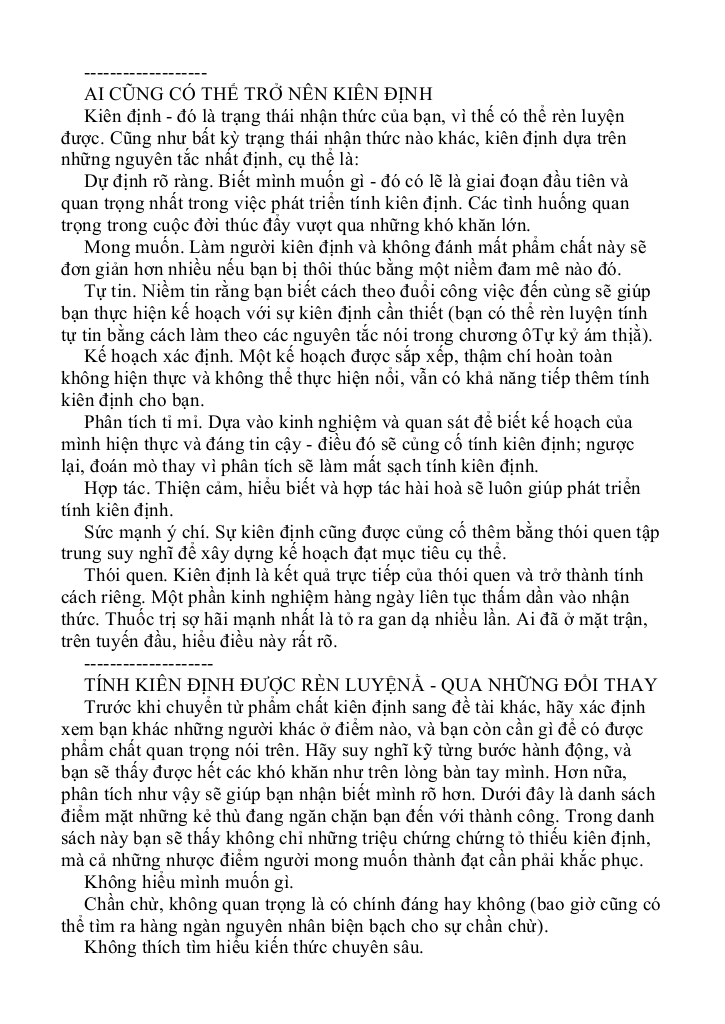 -------------------
AI CŨNG CÓ THỂ TRỞ NÊN KIÊN ĐỊNH
Kiên định - đó là trạng thái nhận thức của bạn, vì thế có thể rèn luyện
được. Cũng như bất kỳ trạng thái nhận thức nào khác, kiên định dựa trên
những nguyên tắc nhất định, cụ thể là:
Dự định rõ ràng. Biết mình muốn gì - đó có lẽ là giai đoạn đầu tiên và
quan trọng nhất trong việc phát triển tính kiên định. Các tình huống quan
trọng trong cuộc đời thúc đẩy vượt qua những khó khăn lớn.
Mong muốn. Làm người kiên định và không đánh mất phẩm chất này sẽ
đơn giản hơn nhiều nếu bạn bị thôi thúc bằng một niềm đam mê nào đó.
Tự tin. Niềm tin rằng bạn biết cách theo đuổi công việc đến cùng sẽ giúp
bạn thực hiện kế hoạch với sự kiên định cần thiết (bạn có thể rèn luyện tính
tự tin bằng cách làm theo các nguyên tắc nói trong chương ôTự kỷ ám thịằ).
Kế hoạch xác định. Một kế hoạch được sắp xếp, thậm chí hoàn toàn
không hiện thực và không thể thực hiện nổi, vẫn có khả năng tiếp thêm tính
kiên định cho bạn.
Phân tích tỉ mỉ. Dựa vào kinh nghiệm và quan sát để biết kế hoạch của
mình hiện thực và đáng tin cậy - điều đó sẽ củng cố tính kiên định; ngược
lại, đoán mò thay vì phân tích sẽ làm mất sạch tính kiên định.
Hợp tác. Thiện cảm, hiểu biết và hợp tác hài hoà sẽ luôn giúp phát triển
tính kiên định.
Sức mạnh ý chí. Sự kiên định cũng được củng cố thêm bằng thói quen tập
trung suy nghĩ để xây dựng kế hoạch đạt mục tiêu cụ thể.
Thói quen. Kiên định là kết quả trực tiếp của thói quen và trở thành tính
cách riêng. Một phần kinh nghiệm hàng ngày liên tục thấm dần vào nhận
thức. Thuốc trị sợ hãi mạnh nhất là tỏ ra gan dạ nhiều lần. Ai đã ở mặt trận,
trên tuyến đầu, hiểu điều này rất rõ.
--------------------
TÍNH KIÊN ĐỊNH ĐƯỢC RÈN LUYỆNẰ - QUA NHỮNG ĐỔI THAY
Trước khi chuyển từ phẩm chất kiên định sang đề tài khác, hãy xác định
xem bạn khác những người khác ở điểm nào, và bạn còn cần gì để có được
phẩm chất quan trọng nói trên. Hãy suy nghĩ kỹ từng bước hành động, và
bạn sẽ thấy được hết các khó khăn như trên lòng bàn tay mình. Hơn nữa,
phân tích như vậy sẽ giúp bạn nhận biết mình rõ hơn. Dưới đây là danh sách
điểm mặt những kẻ thù đang ngăn chặn bạn đến với thành công. Trong danh
sách này bạn sẽ thấy không chỉ những triệu chứng chứng tỏ thiếu kiên định,
mà cả những nhược điểm người mong muốn thành đạt cần phải khắc phục.
Không hiểu mình muốn gì.
Chần chừ, không quan trọng là có chính đáng hay không (bao giờ cũng có
thể tìm ra hàng ngàn nguyên nhân biện bạch cho sự chần chừ).
Không thích tìm hiểu kiến thức chuyên sâu.